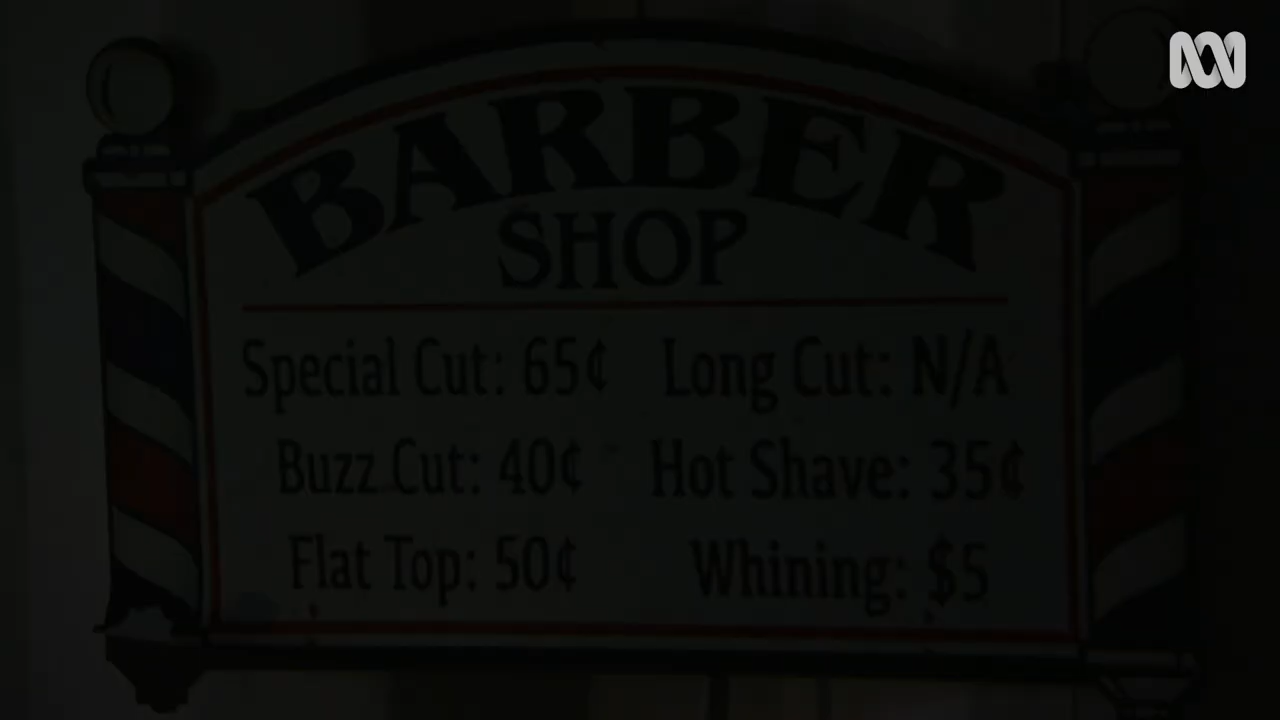 BARBER
SHOP
Special Cut: 65¢ Long Cut: N/A
Buzz Cut: 40¢ Hot Shave: 35¢
Flat Top: 50¢ Whining: $5